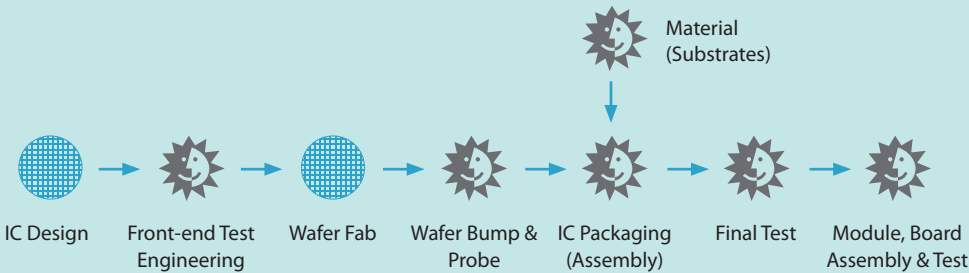 Material
(Substrates)
IC Design
Front-end Test
Engineering
Wafer Fab
Wafer Bump &
Probe
IC Packaging
(Assembly)
Final Test
Module, Board
Assembly & Test